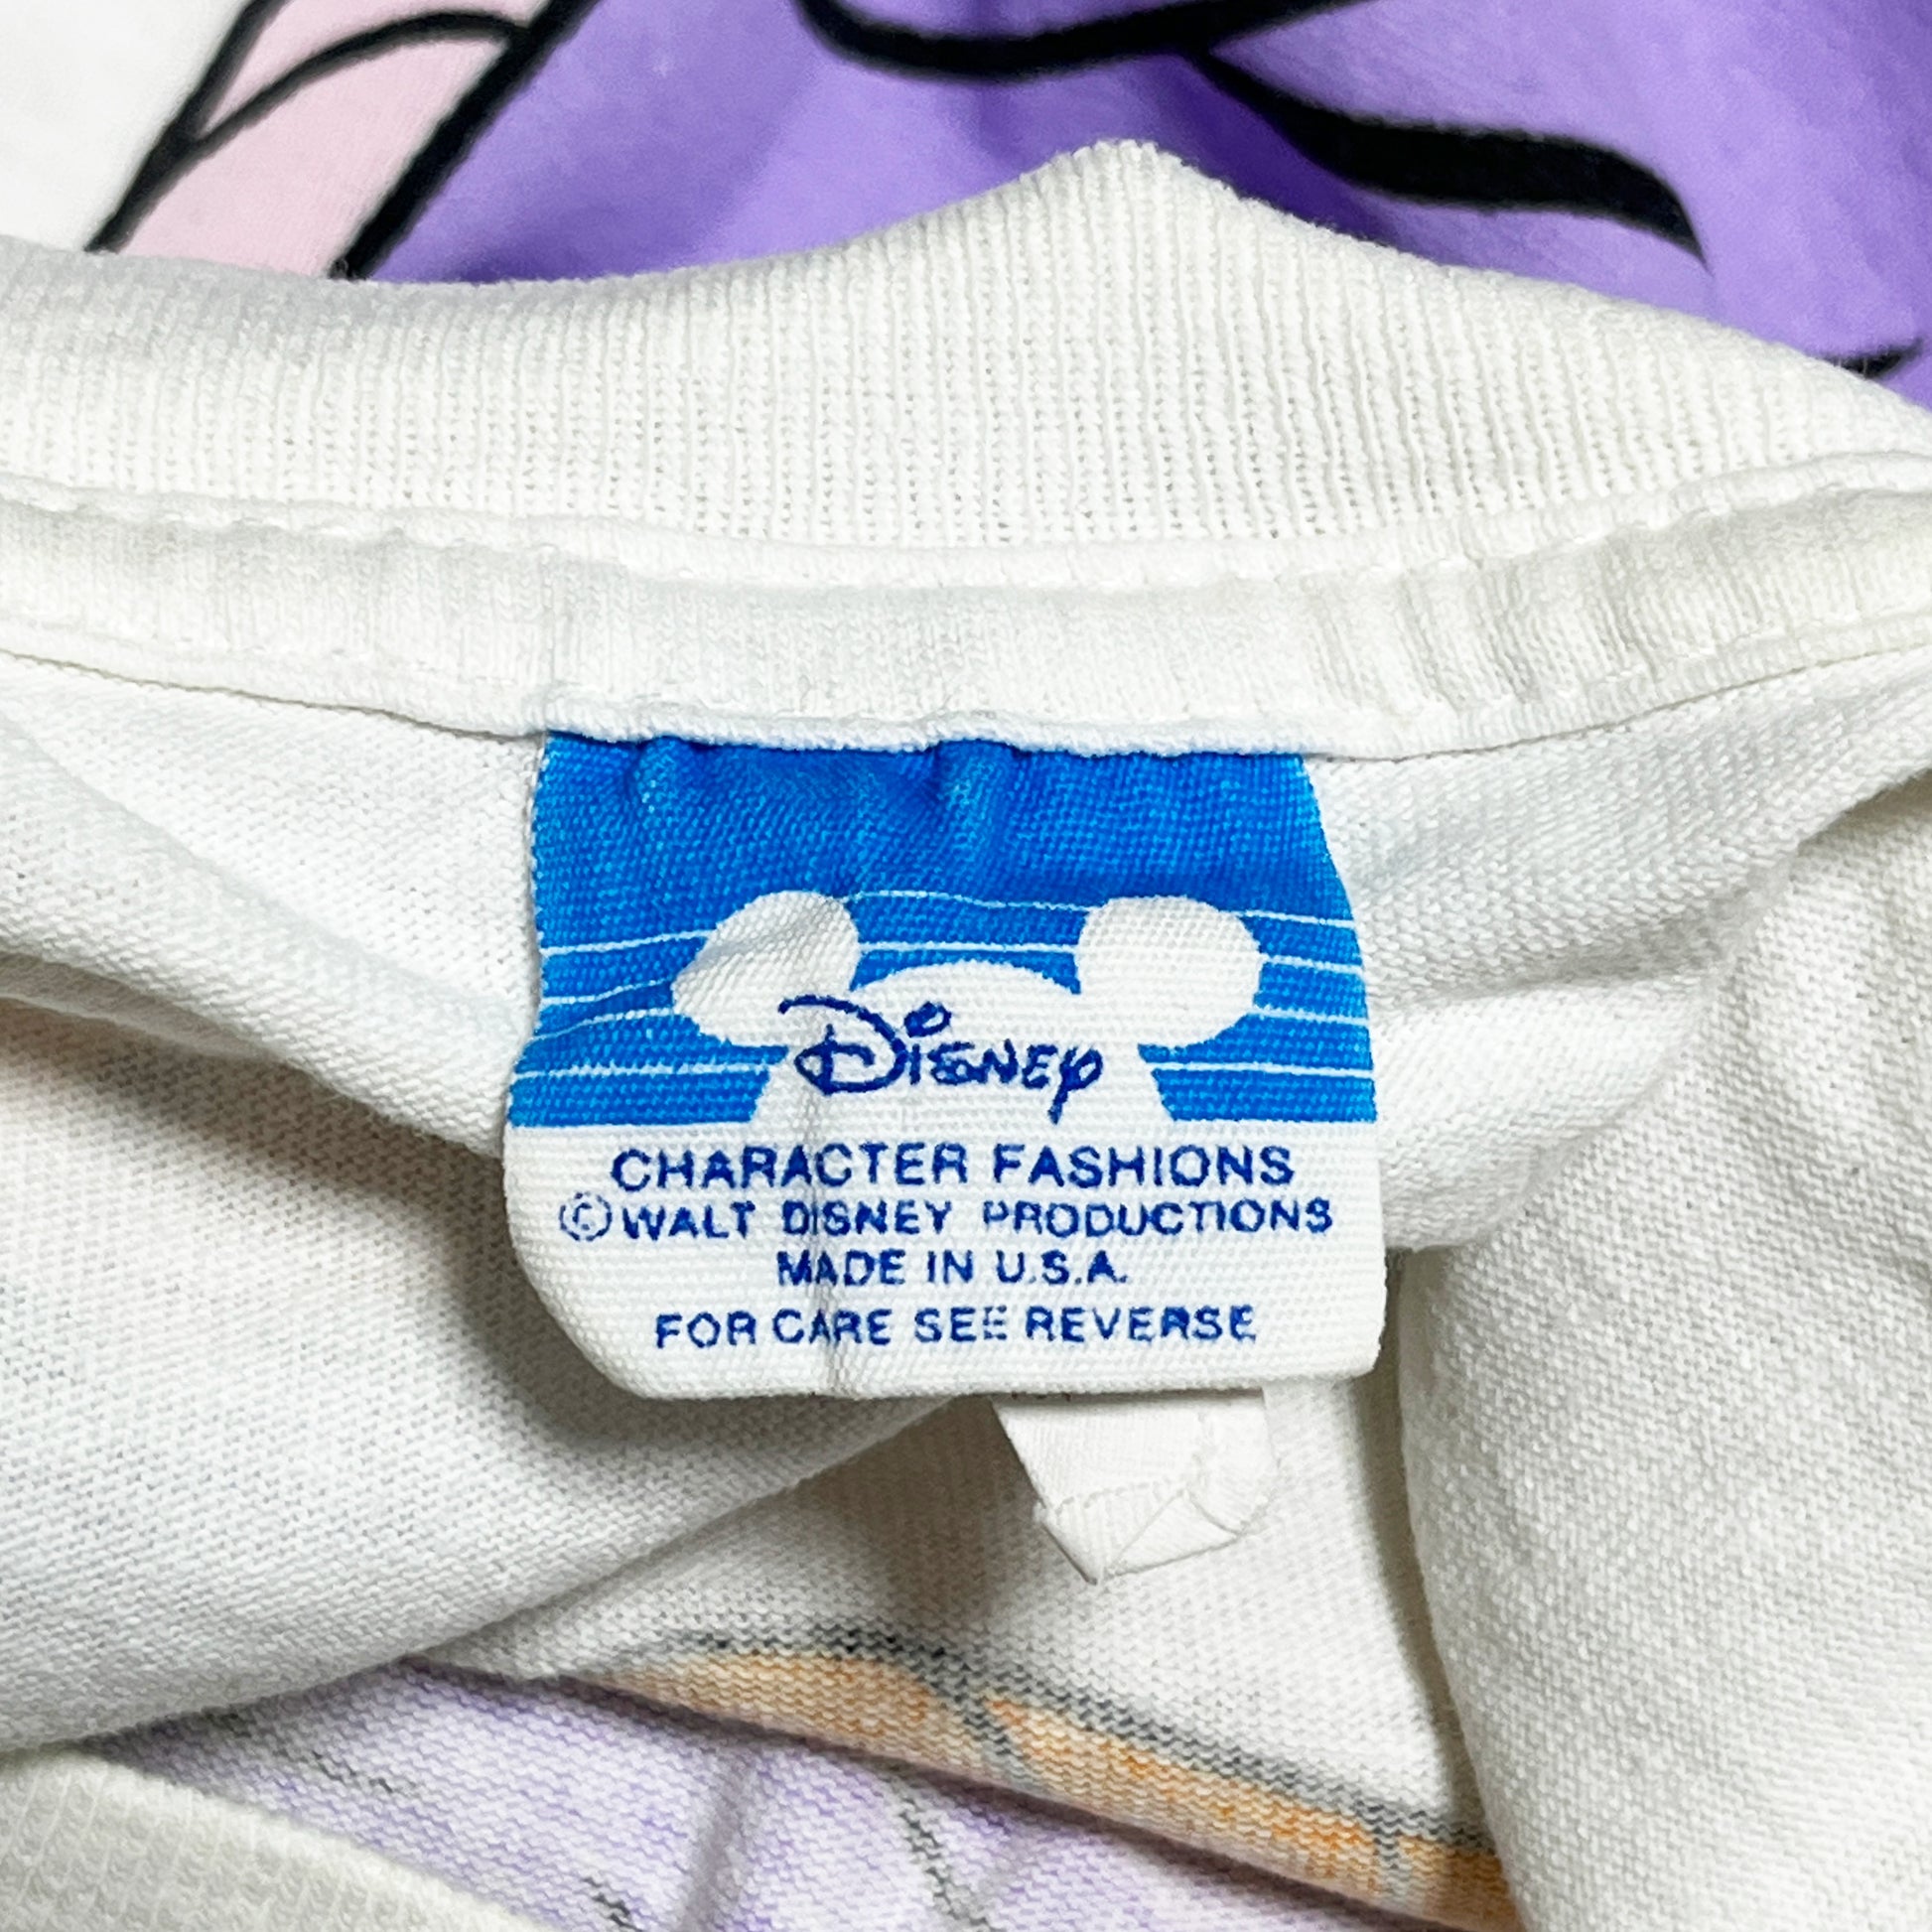 Disney
CHARACTER FASHIONS
©WALT DISNEY PRODUCTIONS
MADE IN U.S.A.
FOR CARE SEE REVERSE